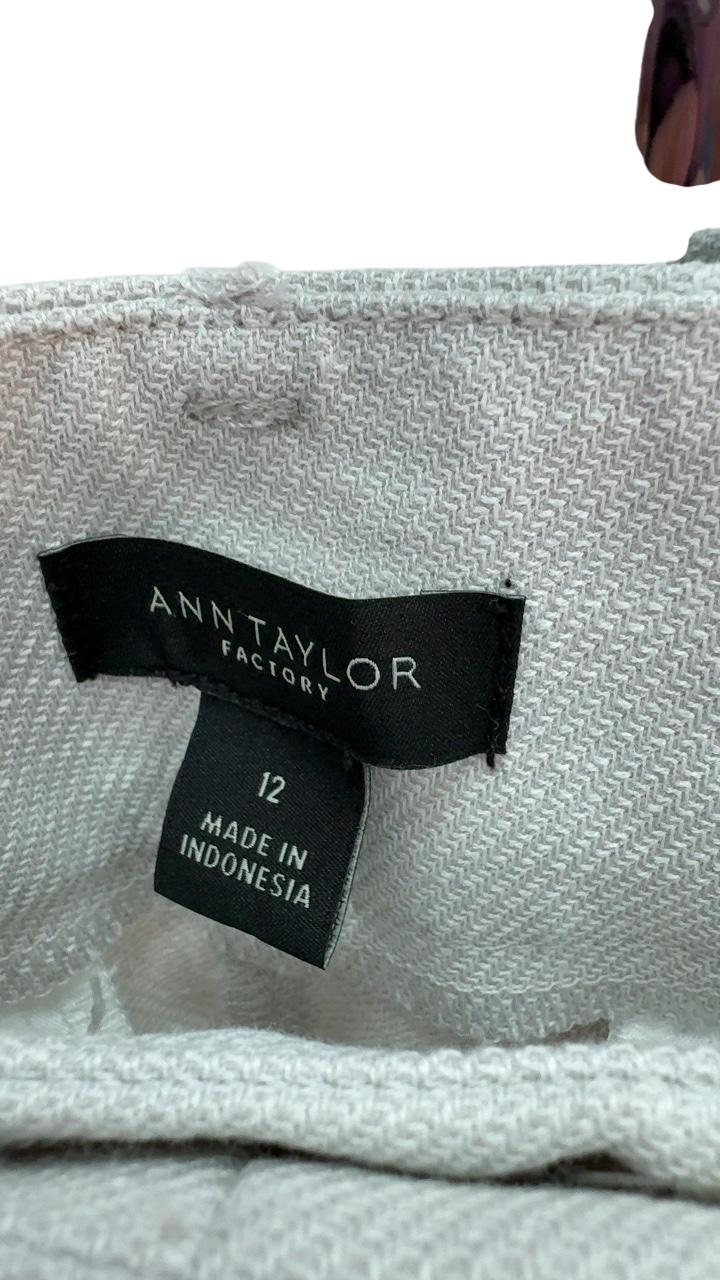 ANN TAYLOR
FACTORY
12
MADE IN
INDONESIA